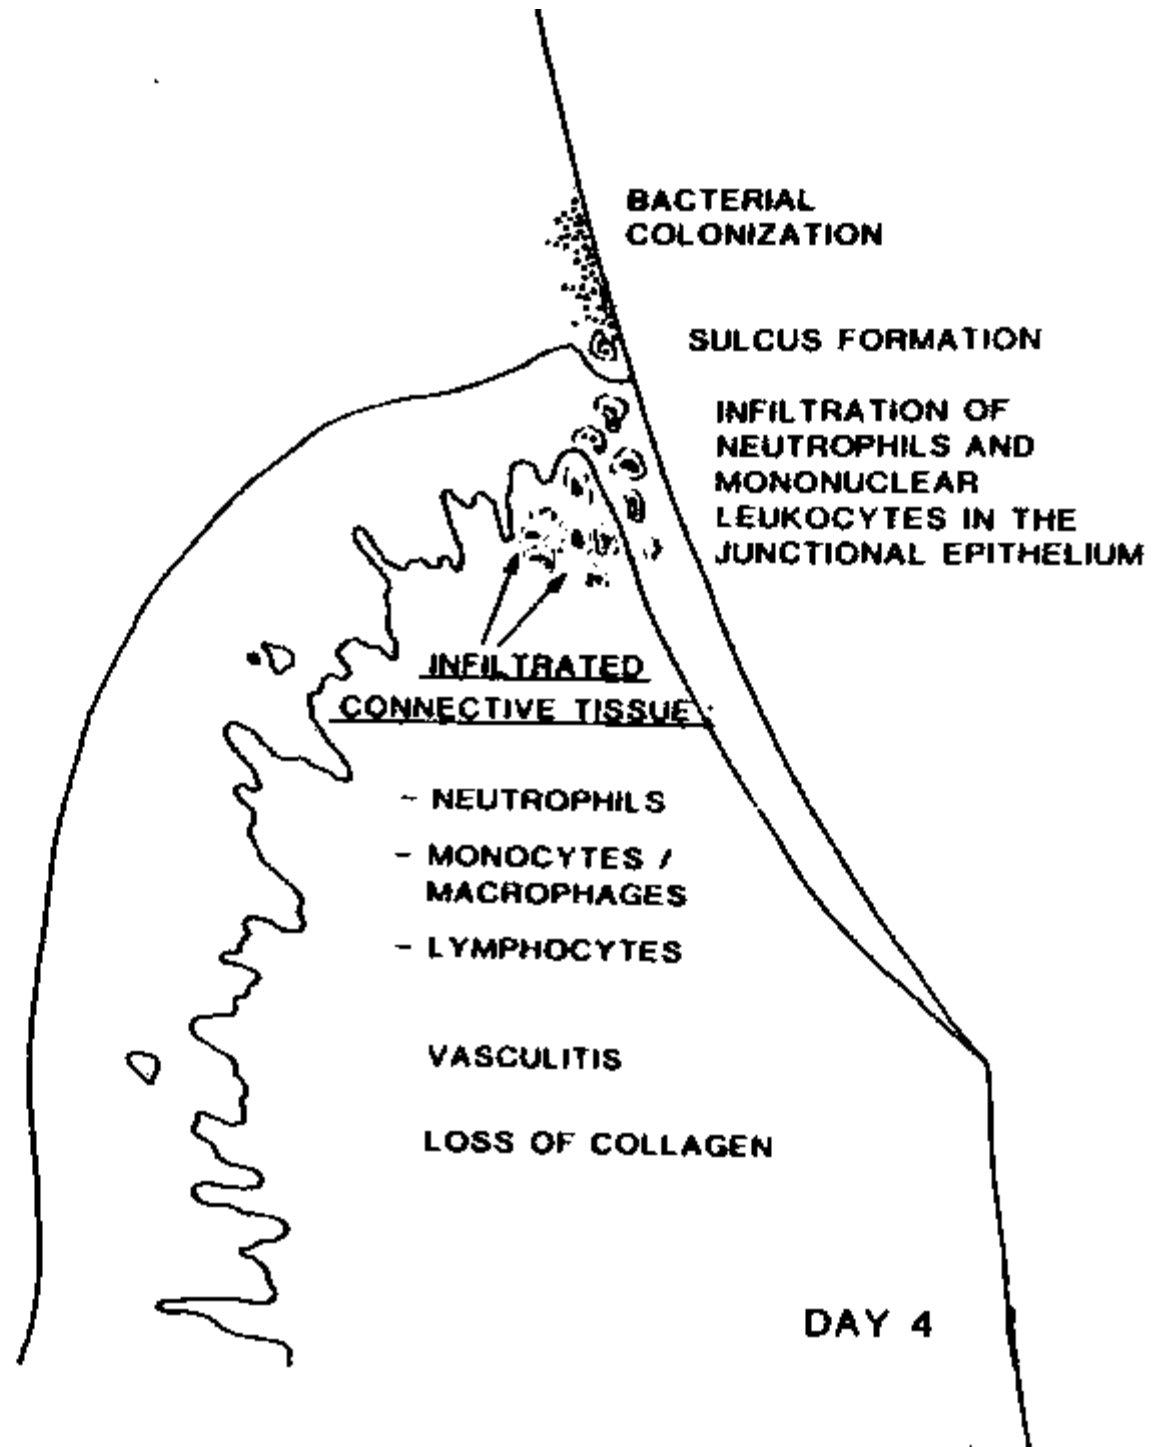 BACTERIAL
COLONIZATION
SULCUS FORMATION
INFILTRATION OF
NEUTROPHILS AND
MONONUCLEAR
LEUKOCYTES IN THE
JUNCTIONAL EPITHELIUM
INFILTRATED
CONNECTIVE TISSUE:
- NEUTROPHILS
- MONOCYTES /
MACROPHAGES
- LYMPHOCYTES
VASCULITIS
LOSS OF COLLAGEN
DAY 4